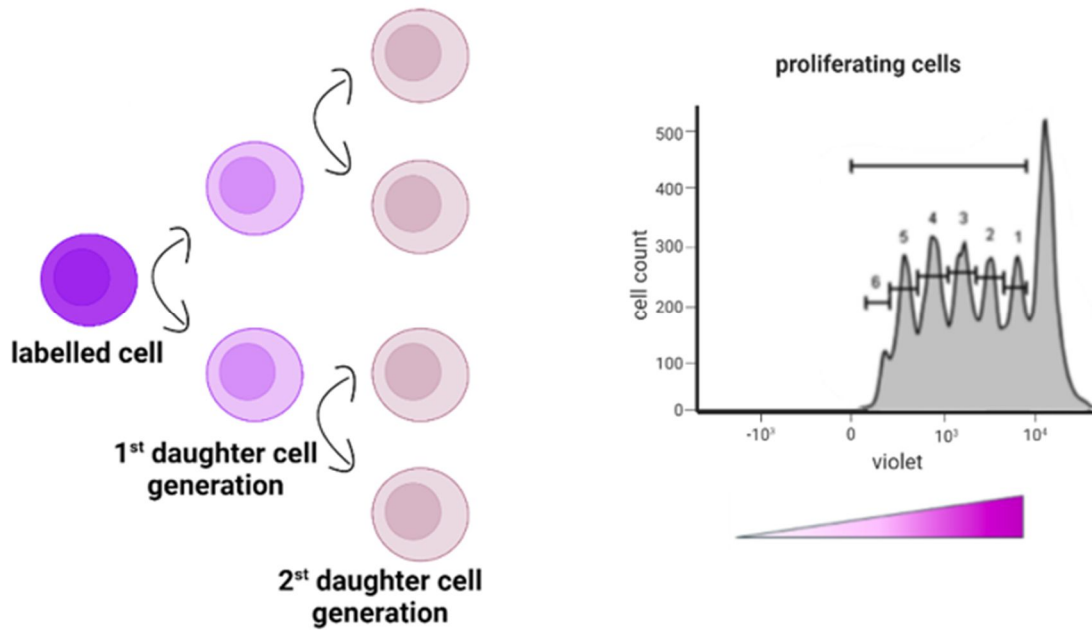 labelled cell
1st daughter cell
generation
2st daughter cell
generation
proliferating cells
cell count
500
400
300
200
100
0
6
5
4
3
2
1
-10³
0
10³
10⁴
violet